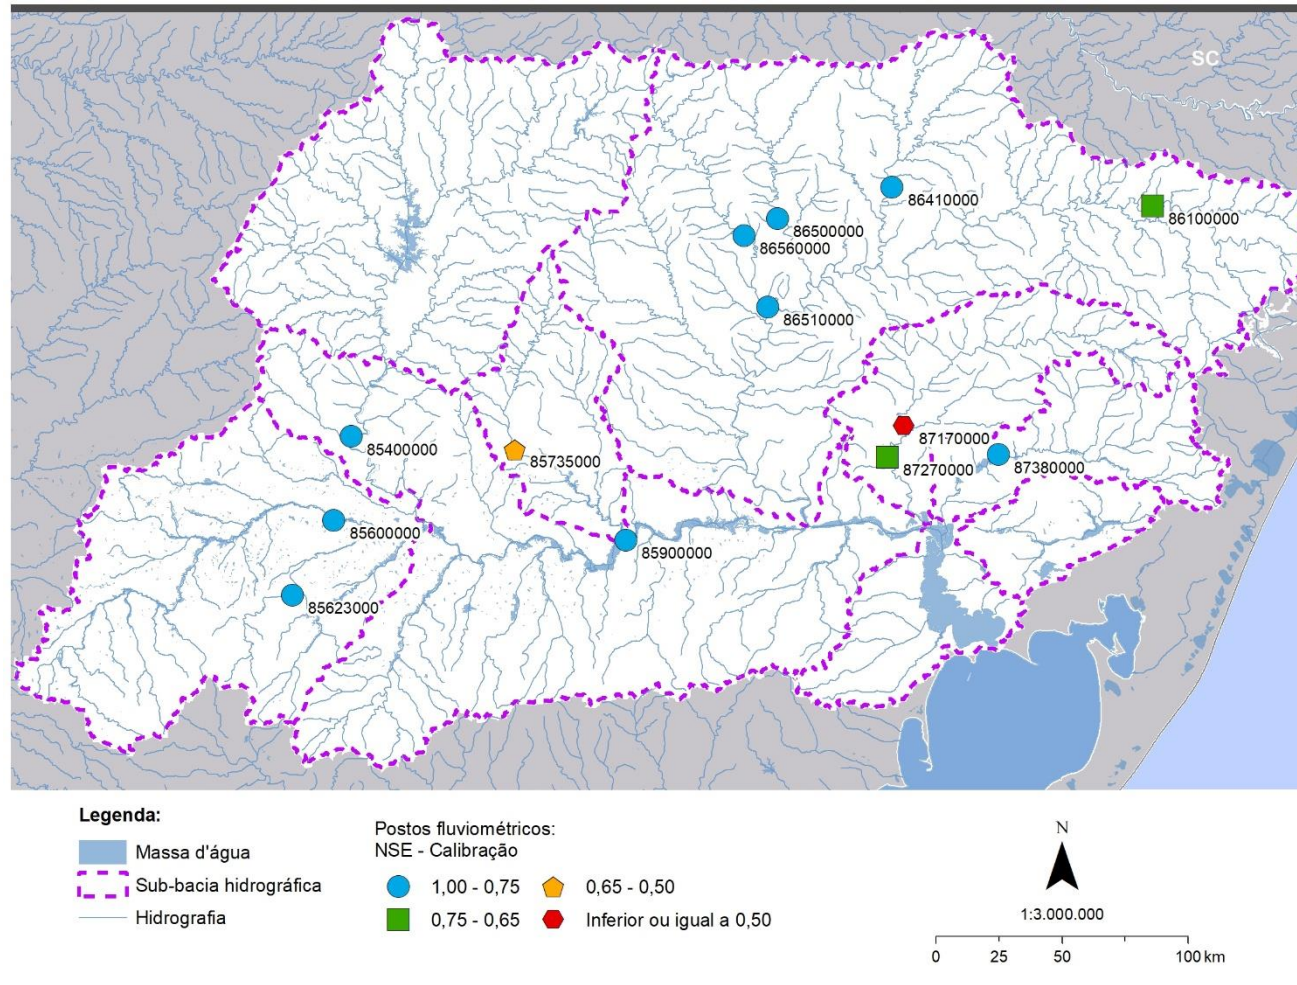 SC
86410000
86100000
86500000
86560000
86510000
87170000
85400000
85735000
87270000
87380000
85600000
85900000
85623000
Legenda:
Massa d'água
Sub-bacia hidrográfica
Hidrografia
Postos fluviométricos:
NSE - Calibração
1,00 - 0,75
0,65 - 0,50
0,75 - 0,65
Inferior ou igual a 0,50
N
1:3.000.000
0 25 50 100 km